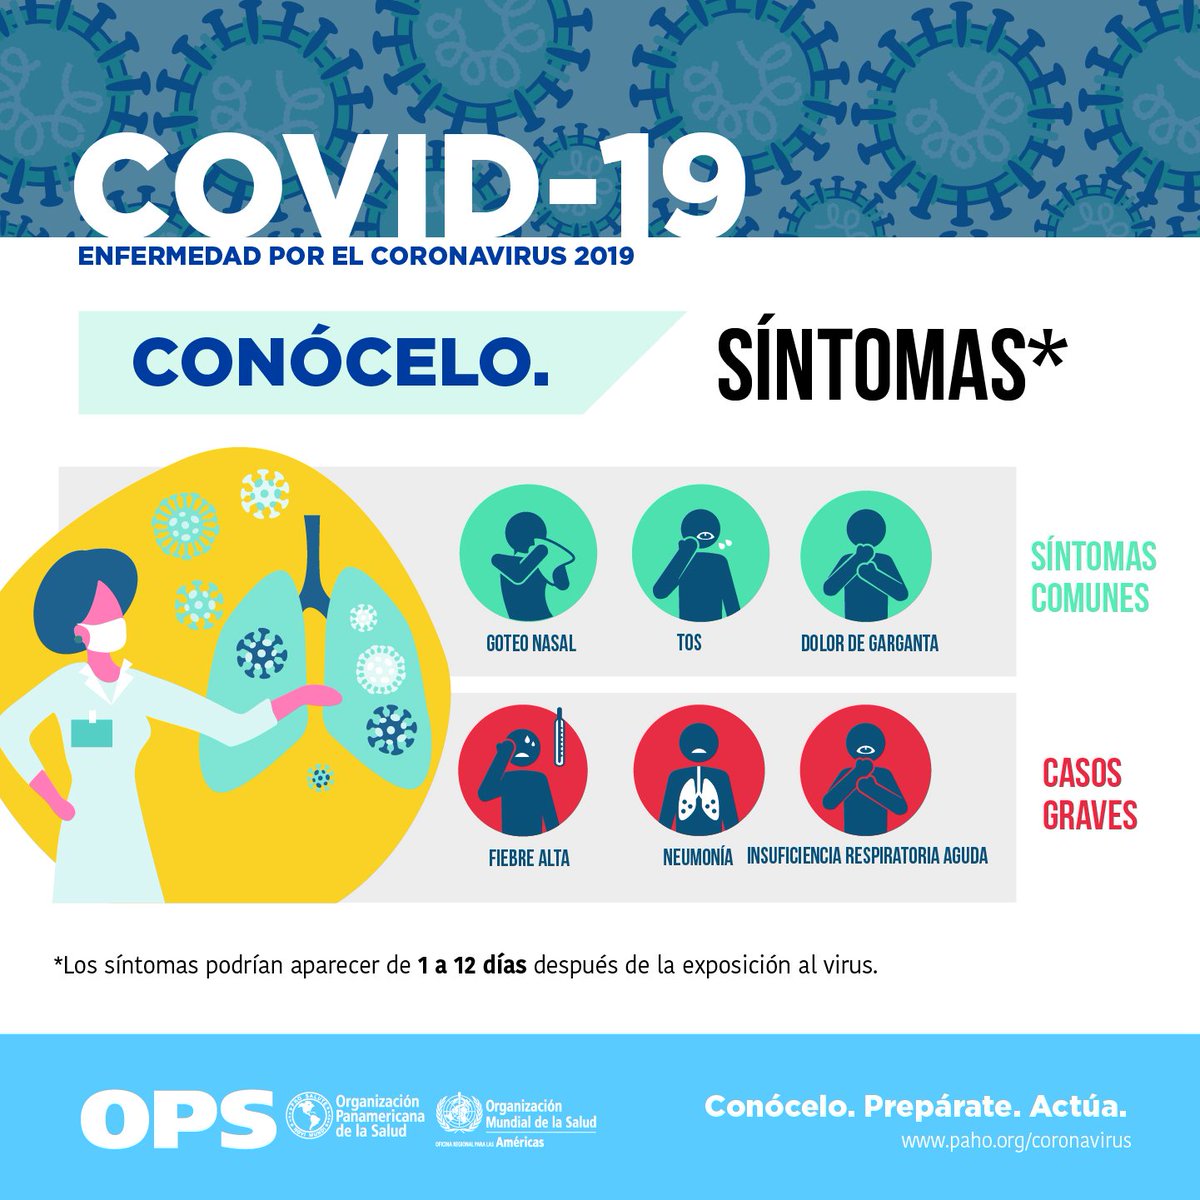 COVID-19
ENFERMEDAD POR EL CORONAVIRUS 2019
CONÓCELO.
SÍNTOMAS*
GOTEO NASAL
TOS
DOLOR DE GARGANTA
SÍNTOMAS
COMUNES
FIEBRE ALTA
NEUMONÍA
INSUFICIENCIA RESPIRATORIA AGUDA
CASOS
GRAVES
*Los síntomas podrían aparecer de 1 a 12 días después de la exposición al virus.
OPS
Organización
Panamericana
de la Salud
Organización
Mundial de la Salud
OFICINA REGIONAL PARA LAS Américas
Conócelo. Prepárate. Actúa.
www.paho.org/coronavirus